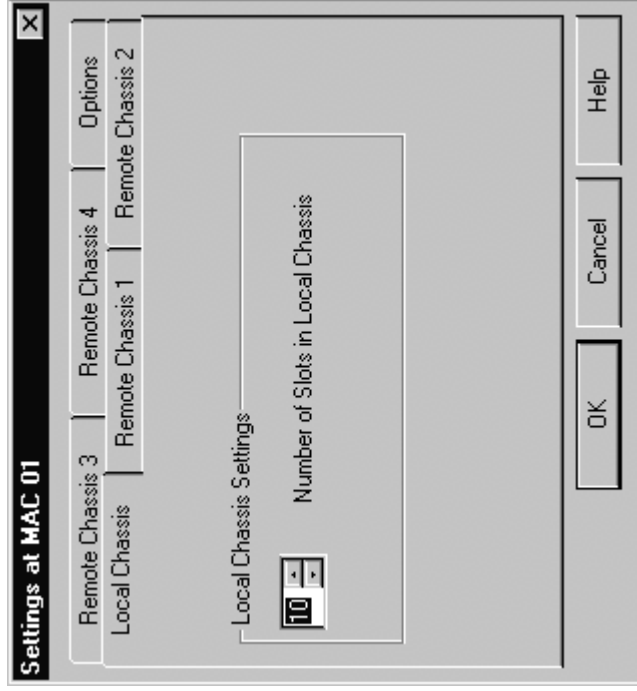 Settings at MAC 01
Remote Chassis 3 Remote Chassis 4 Options
Local Chassis Remote Chassis 1 Remote Chassis 2
Local Chassis Settings
10 Number of Slots in Local Chassis
OK Cancel Help